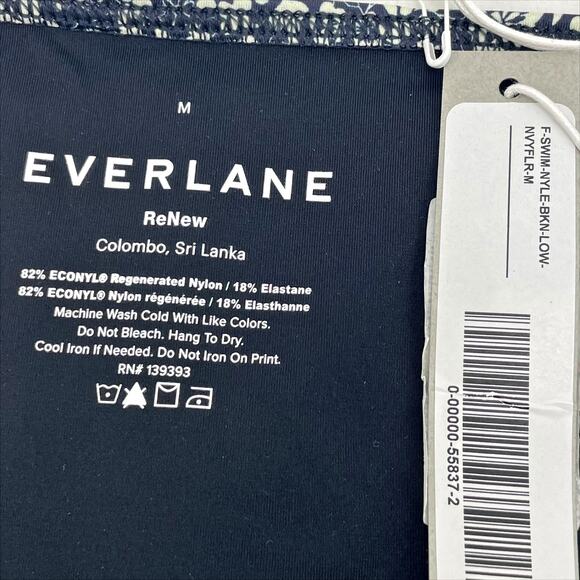 M
EVERLANE
ReNew
Colombo, Sri Lanka
82% ECONYL® Regenerated Nylon / 18% Elastane
82% ECONYL® Nylon régénérée / 18% Elasthanne
Machine Wash Cold With Like Colors.
Do Not Bleach. Hang To Dry.
Cool Iron If Needed. Do Not Iron On Print.
RN# 139393
F-SWIM-NYLE-BKN-LOW-
NVYFLR-M
0-00000-55837-2